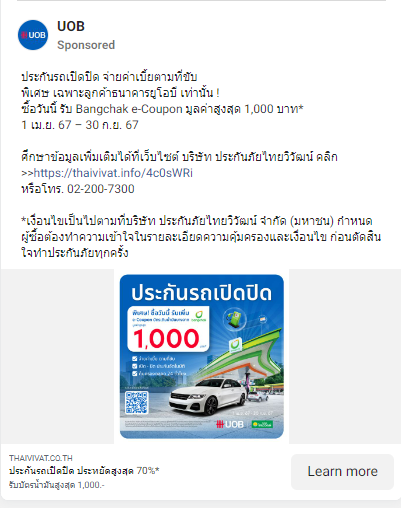 UOB
UOB
Sponsored
ประกันรถเปิดปิด จ่ายค่าเบี้ยตามที่ขับ
พิเศษ เฉพาะลูกค้าธนาคารยูโอบี เท่านั้น !
ซื้อวันนี้ รับ Bangchak e-Coupon มูลค่าสูงสุด 1,000 บาท*
1 เม.ย. 67 – 30 ก.ย. 67
ศึกษาข้อมูลเพิ่มเติมได้ที่เว็บไซต์ บริษัท ประกันภัยไทยวิวัฒน์ คลิก
>>https://thaivivat.info/4c0sWRi
หรือโทร. 02-200-7300
*เงื่อนไขเป็นไปตามที่บริษัท ประกันภัยไทยวิวัฒน์ จำกัด (มหาชน) กำหนด
ผู้ซื้อต้องทำความเข้าใจในรายละเอียดความคุ้มครองและเงื่อนไข ก่อนตัดสิน
ใจทำประกันภัยทุกครั้ง
ประกันรถเปิดปิด
พิเศษ! ซื้อวันนี้ รับเพิ่ม
1,000
UOB
THAIVIVAT.CO.TH
ประกันรถเปิดปิด ประหยัดสูงสุด 70%*
รับบัตรน้ำมันสูงสุด 1,000.-
Learn more